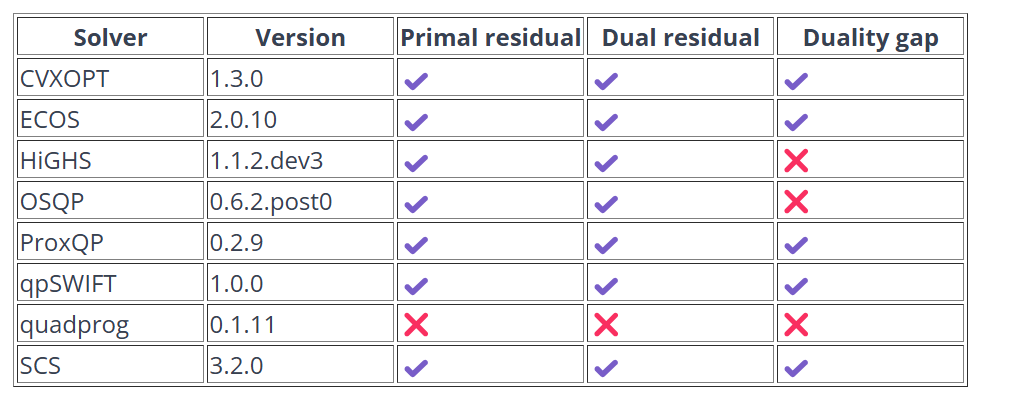 Solver Version Primal residual Dual residual Duality gap
CVXOPT 1.3.0 ✓ ✓ ✓
ECOS 2.0.10 ✓ ✓ ✓
HiGHS 1.1.2.dev3 ✓ ✓ ✗
OSQP 0.6.2.post0 ✓ ✓ ✗
ProxQP 0.2.9 ✓ ✓ ✓
qpSWIFT 1.0.0 ✓ ✓ ✓
quadprog 0.1.11 ✗ ✗ ✗
SCS 3.2.0 ✓ ✓ ✓